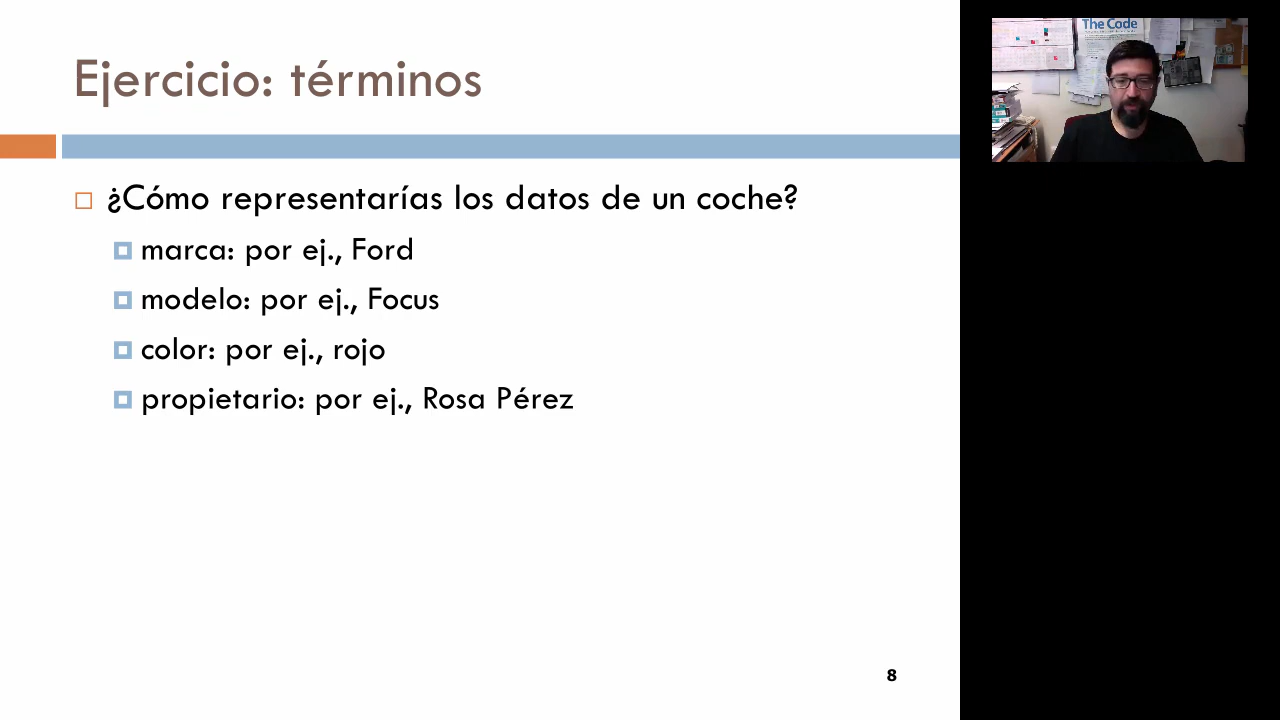 Ejercicio: términos
¿Cómo representarías los datos de un coche?
marca: por ej., Ford
modelo: por ej., Focus
color: por ej., rojo
propietario: por ej., Rosa Pérez
8
The Code